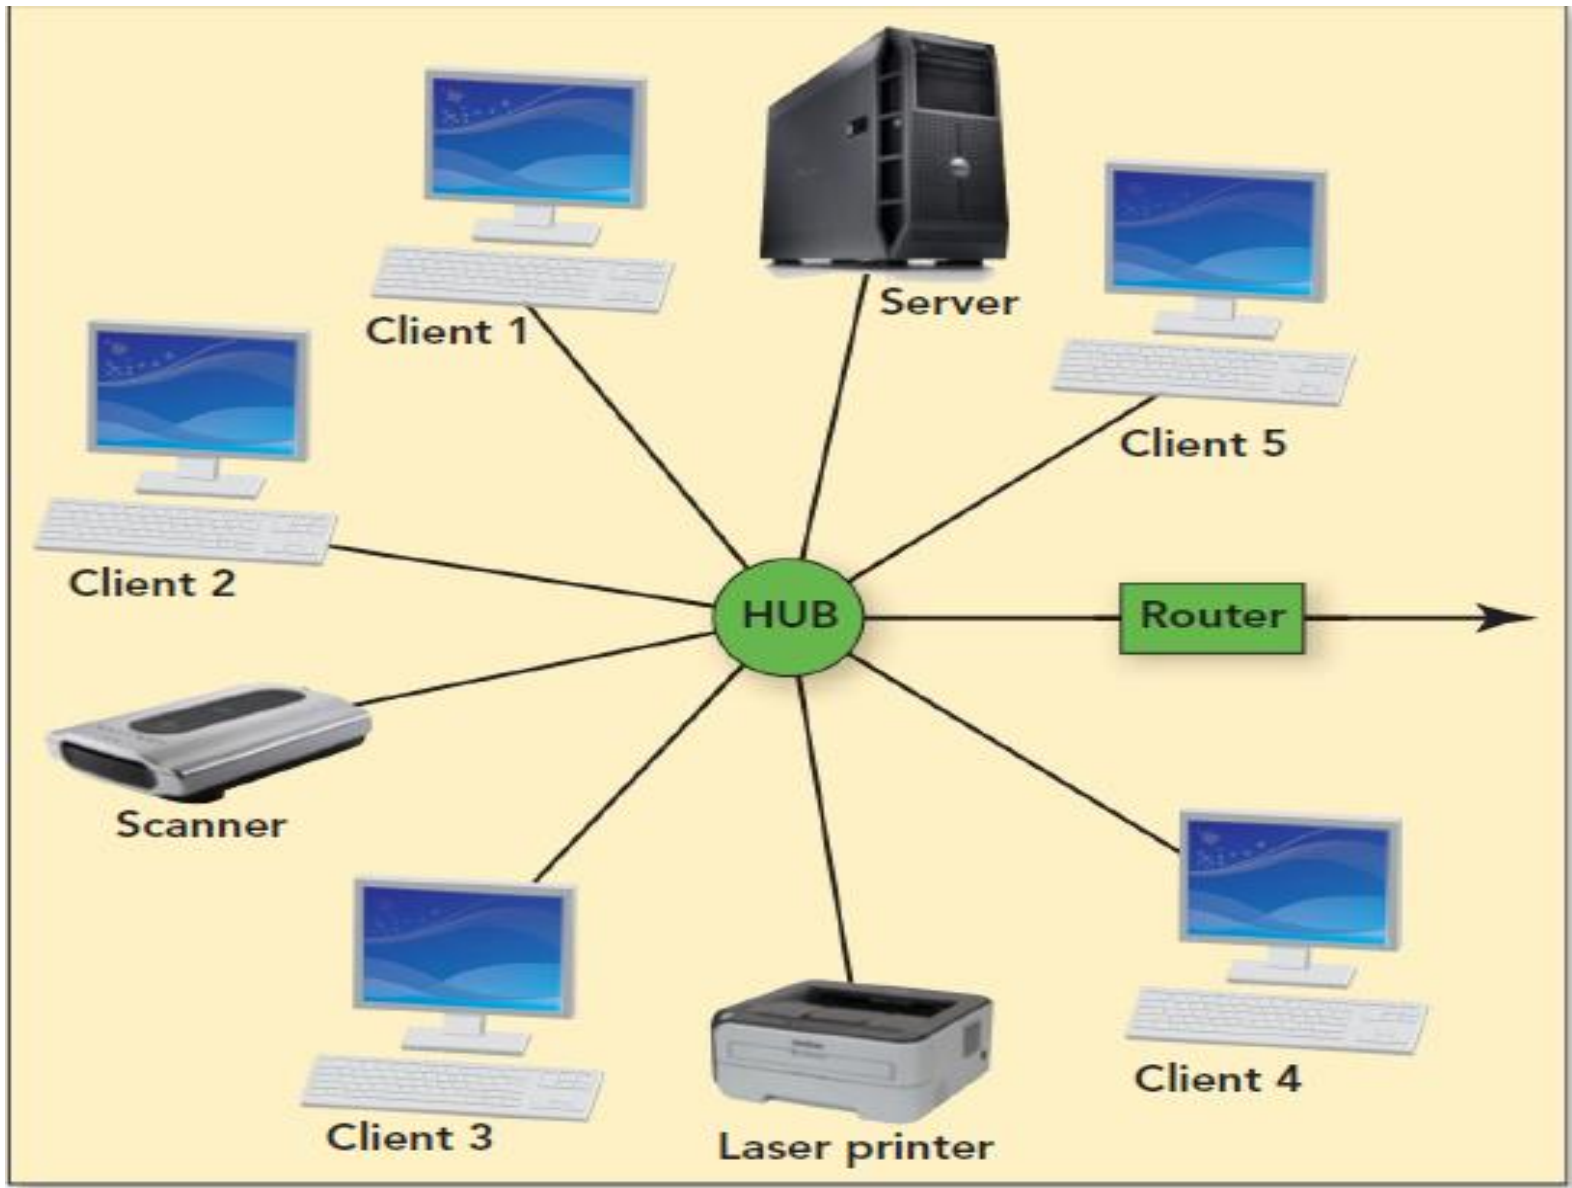 Server
Client 1
Client 5
Client 2
HUB
Router
Scanner
Client 4
Client 3
Laser printer